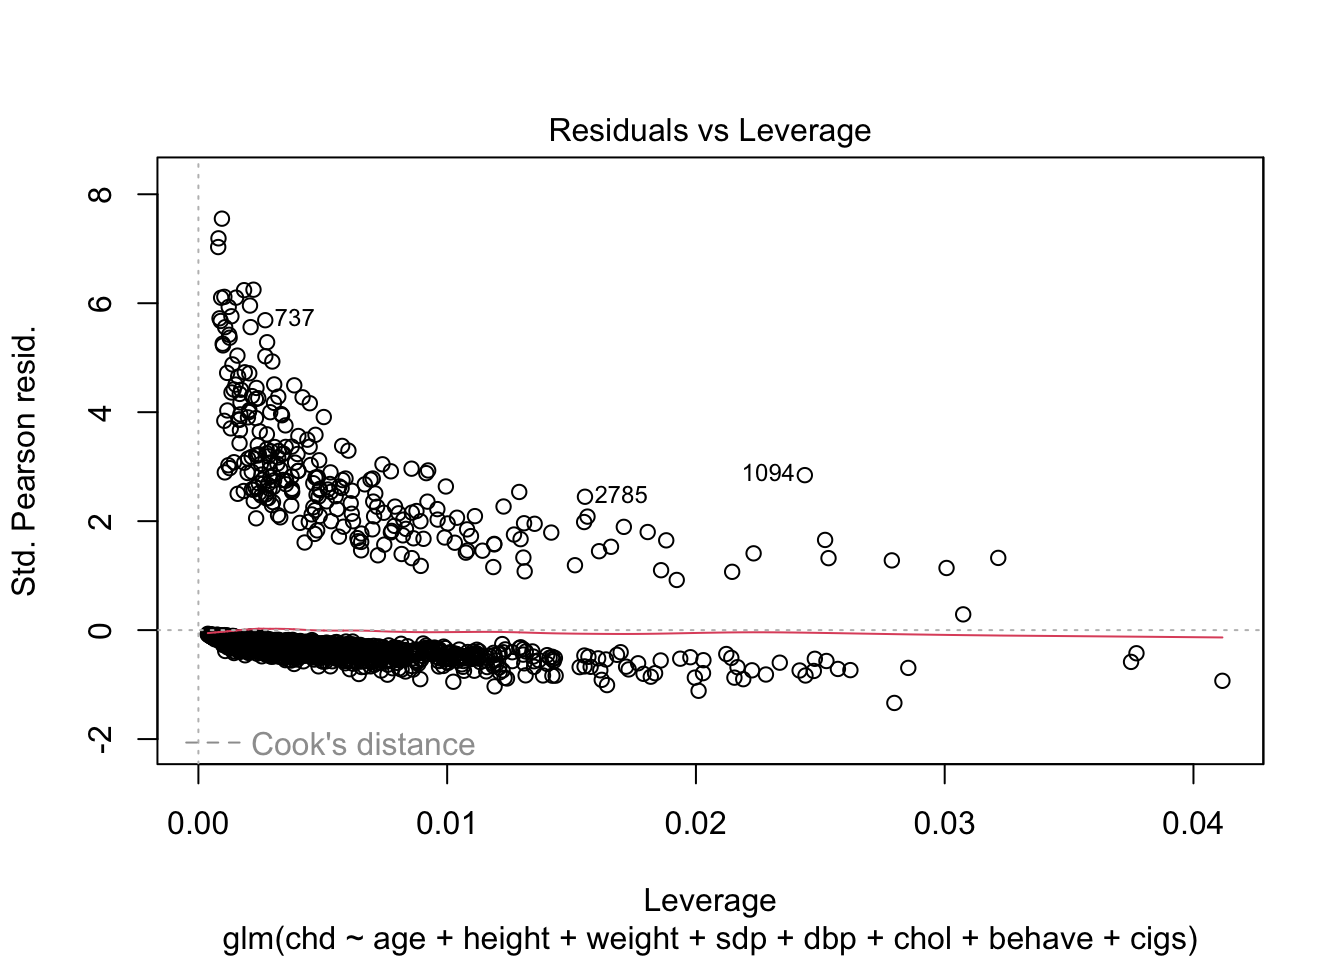 Residuals vs Leverage
8
6
4
2
0
-2
Std. Pearson resid.
737
1094
2785
Cook's distance
0.00 0.01 0.02 0.03 0.04
Leverage
glm(chd ~ age + height + weight + sdp + dbp + chol + behave + cigs)